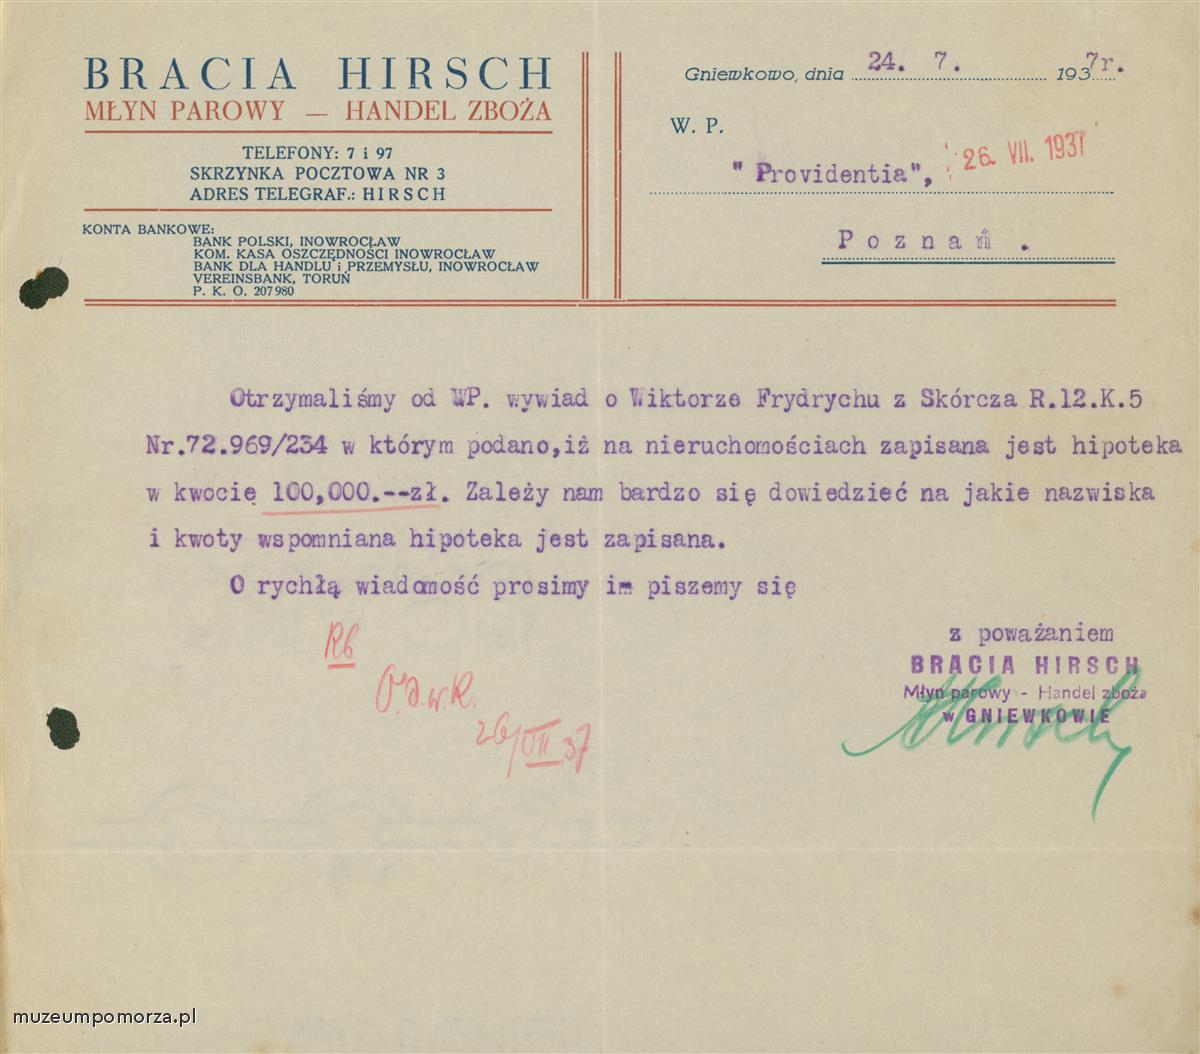 BRACIA HIRSCH
MŁYN PAROWY — HANDEL ZBOŻA
TELEFONY: 7 i 97
SKRZYNKA POCZTOWA NR 3
ADRES TELEGRAF.: HIRSCH
KONTA BANKOWE:
BANK POLSKI, INOWROCŁAW
KOM. KASA OSZCZĘDNOŚCI INOWROCŁAW
BANK DLA HANDLU i PRZEMYSŁU, INOWROCŁAW
VEREINSBANK, TORUŃ
P. K. O. 207980
Gniewkowo, dnia 24. 7. 1937r.
W. P.
"Providentia",
26. VII. 1937
Poznań.
Otrzymaliśmy od WP. wywiad o Wiktorze Frydrychu z Skórcza R.12.K.5
Nr.72.969/234 w którym podano,iż na nieruchomościach zapisana jest hipoteka
w kwocie 100,000.--zł. Zależy nam bardzo się dowiedzieć na jakie nazwiska
i kwoty wspomniana hipoteka jest zapisana.
O rychłą wiadomość prosimy i piszemy się
z poważaniem
BRACIA HIRSCH
Młyn parowy - Handel zboża
w GNIEWKOWIE
Hirsch
Rb
26/VII 37
muzeumpomorza.pl